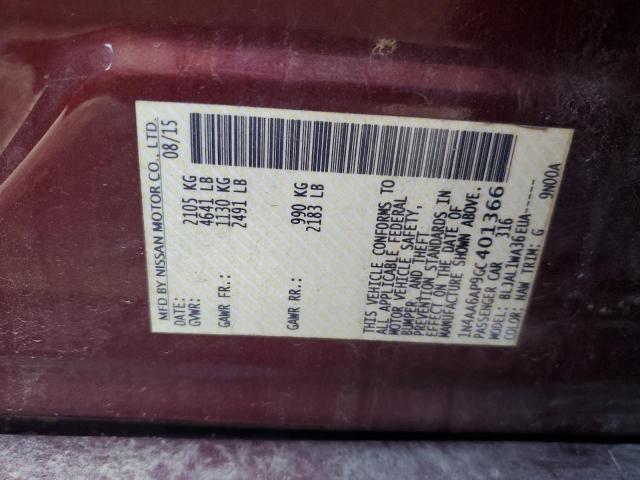 MFD BY NISSAN MOTOR CO., LTD.
08/15
GVWR: 2105 KG
4641 LB
GAWR FR.: 1130 KG
2491 LB
GAWR RR.: 990 KG
2183 LB
THIS VEHICLE CONFORMS TO
ALL APPLICABLE FEDERAL
MOTOR VEHICLE SAFETY,
BUMPER, AND THEFT
PREVENTION STANDARDS IN
EFFECT ON THE DATE OF
MANUFACTURE SHOWN ABOVE.
1N4AA6AP9GC401366
PASSENGER CAR 316
MODEL: BLJALWA36EUA------
COLOR: NAW TRIM: G 9N00A